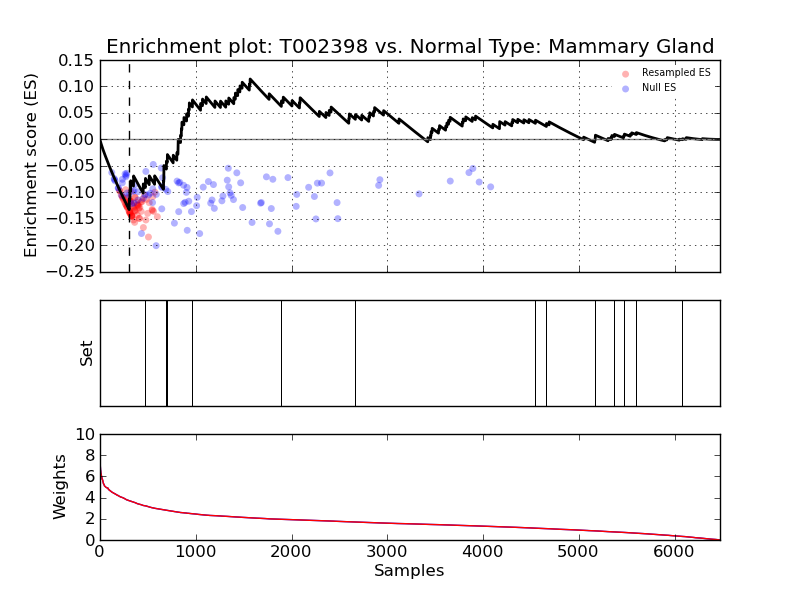 Enrichment plot: T002398 vs. Normal Type: Mammary Gland
Enrichment score (ES)
0.15
0.10
0.05
0.00
−0.05
−0.10
−0.15
−0.20
−0.25
Resampled ES
Null ES
Set
Weights
10
8
6
4
2
0
0 1000 2000 3000 4000 5000 6000
Samples